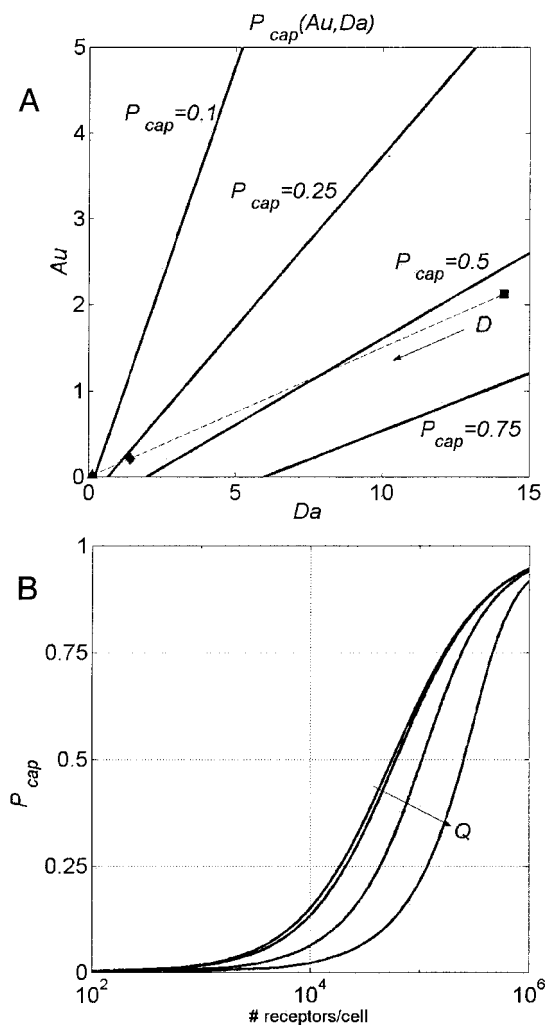 P cap (Au,Da)
A
5
4
3
2
1
0
Au
P cap=0.1
P cap=0.25
P cap=0.5
D
P cap=0.75
0
5
10
15
Da
B
1
0.75
0.5
0.25
0
P cap
Q
10^2
10^4
10^6
# receptors/cell